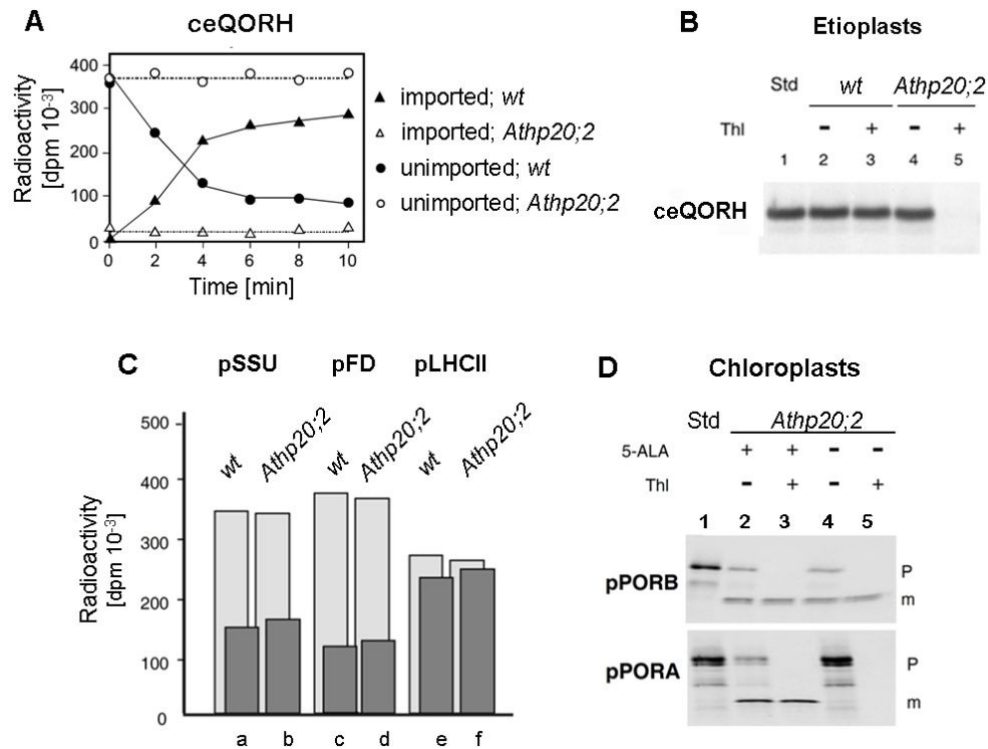 A
ceQORH
Radioactivity
[dpm 10⁻³]
400
300
200
100
0
0 2 4 6 8 10
Time [min]
imported; wt
imported; Athp20;2
unimported; wt
unimported; Athp20;2
B
Etioplasts
Std wt Athp20;2
Thl - + - +
1 2 3 4 5
ceQORH
C
pSSU pFD pLHCII
Radioactivity
[dpm 10⁻³]
500
400
300
200
100
0
wt Athp20;2 wt Athp20;2 wt Athp20;2
a b c d e f
D
Chloroplasts
Std Athp20;2
5-ALA + + - -
Thl - + - +
1 2 3 4 5
pPORB P
m
pPORA P
m